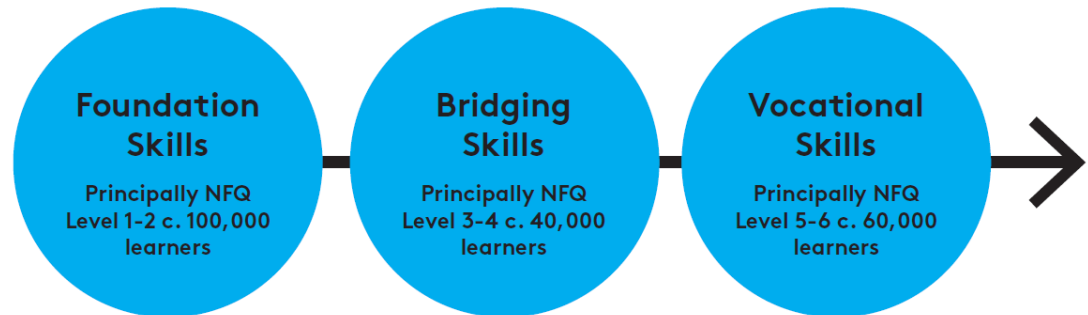 Foundation
Skills
Principally NFQ
Level 1-2 c. 100,000
learners
Bridging
Skills
Principally NFQ
Level 3-4 c. 40,000
learners
Vocational
Skills
Principally NFQ
Level 5-6 c. 60,000
learners